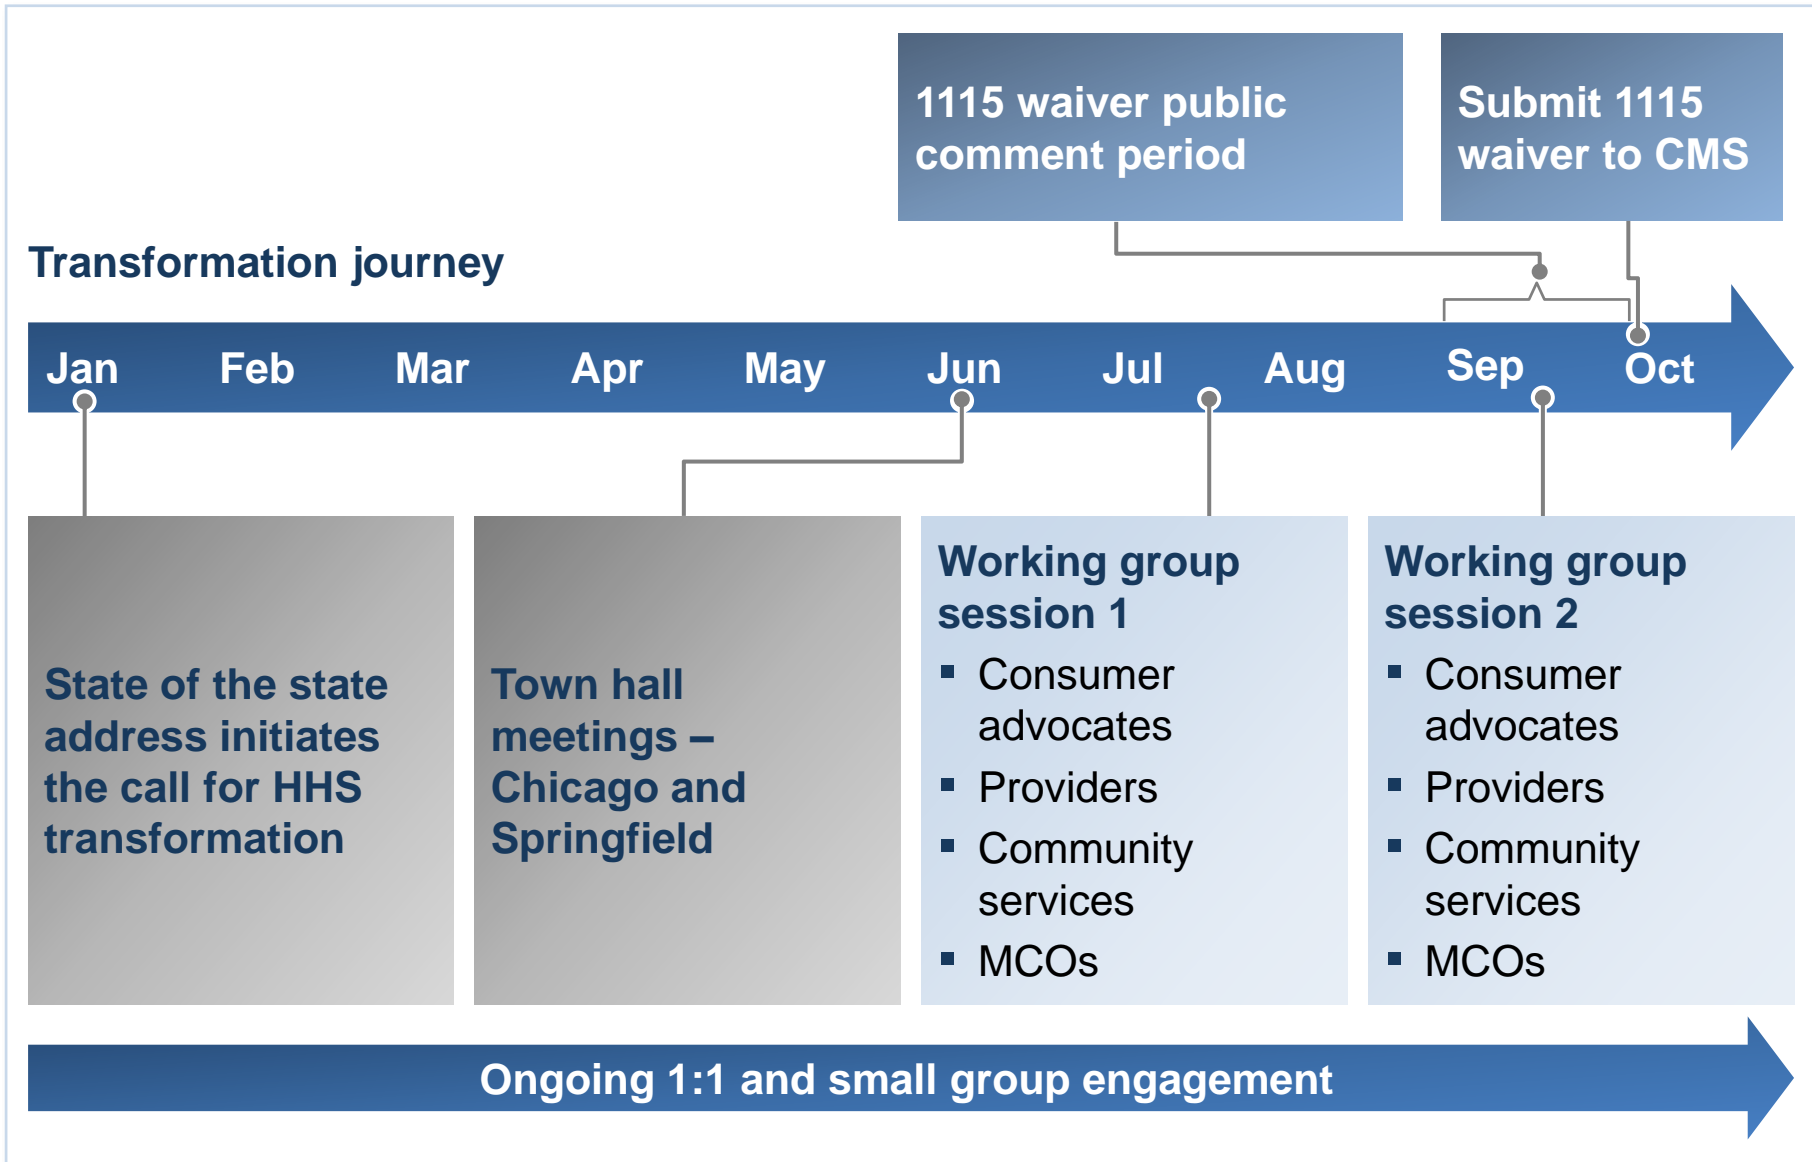 1115 waiver public
comment period
Submit 1115
waiver to CMS
Transformation journey
Jan Feb Mar Apr May Jun Jul Aug Sep Oct
State of the state
address initiates
the call for HHS
transformation
Town hall
meetings –
Chicago and
Springfield
Working group
session 1
▪ Consumer
advocates
▪ Providers
▪ Community
services
▪ MCOs
Working group
session 2
▪ Consumer
advocates
▪ Providers
▪ Community
services
▪ MCOs
Ongoing 1:1 and small group engagement